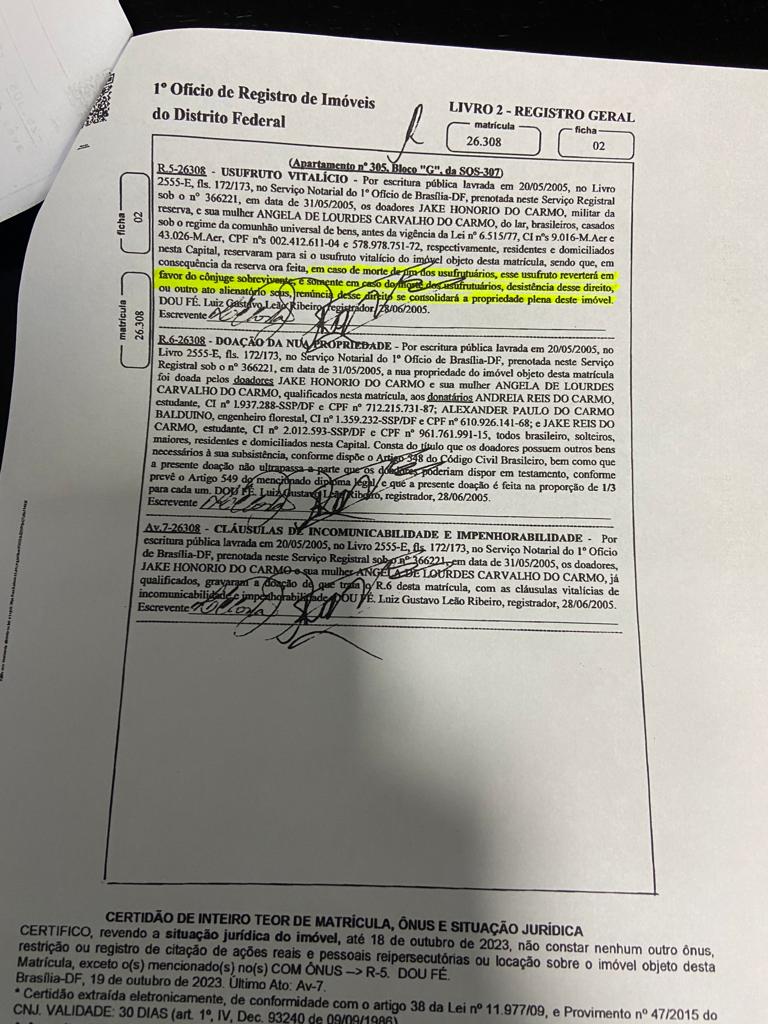 1º Ofício de Registro de Imóveis
do Distrito Federal
LIVRO 2 - REGISTRO GERAL
matrícula
26.308
ficha
02
ficha
02
matrícula
26.308
(Apartamento nº 305, Bloco "G", da SQS-307)
R.5-26308 - USUFRUTO VITALÍCIO - Por escritura pública lavrada em 20/05/2005, no Livro
2555-E, fls. 172/173, no Serviço Notarial do 1º Ofício de Brasília-DF, prenotada neste Serviço Registral
sob o nº 366221, em data de 31/05/2005, os doadores JAKE HONORIO DO CARMO, militar da
reserva, e sua mulher ANGELA DE LOURDES CARVALHO DO CARMO, do lar, brasileiros, casados
sob o regime da comunhão universal de bens, antes da vigência da Lei nº 6.515/77, CI nºs 9.016-M.Aer e
43.026-M.Aer, CPF nºs 002.412.611-04 e 578.978.751-72, respectivamente, residentes e domiciliados
nesta Capital, reservaram para si o usufruto vitalício do imóvel objeto desta matrícula, sendo que, em
consequência da reserva ora feita, em caso de morte de um dos usufrutuários, esse usufruto reverterá em
favor do cônjuge sobrevivente, e somente em caso de morte dos usufrutuários, desistência desse direito,
ou outro ato alienatório seus, renúncia desse direito se consolidará a propriedade plena deste imóvel.
DOU FÉ. Luiz Gustavo Leão Ribeiro, registrador, 28/06/2005.
Escrevente
R.6-26308 - DOAÇÃO DA NUA PROPRIEDADE - Por escritura pública lavrada em 20/05/2005, no
Livro 2555-E, fls. 172/173, no Serviço Notarial do 1º Ofício de Brasília-DF, prenotada neste Serviço
Registral sob o nº 366221, em data de 31/05/2005, a nua propriedade do imóvel objeto desta matrícula
foi doada pelos doadores JAKE HONORIO DO CARMO e sua mulher ANGELA DE LOURDES
CARVALHO DO CARMO, qualificados nesta matrícula, aos donatários ANDREIA REIS DO CARMO,
estudante, CI nº 1.937.288-SSP/DF e CPF nº 712.215.731-87; ALEXANDER PAULO DO CARMO
BALDUINO, engenheiro florestal, CI nº 1.359.232-SSP/DF e CPF nº 610.926.141-68; e JAKE REIS DO
CARMO, estudante, CI nº 2.012.593-SSP/DF e CPF nº 961.761.991-15, todos brasileiro, solteiros,
maiores, residentes e domiciliados nesta Capital. Consta do título que os doadores possuem outros bens
necessários à sua subsistência, conforme dispõe o Artigo 548 do Código Civil Brasileiro, bem como que
a presente doação não ultrapassa a parte que os doadores poderiam dispor em testamento, conforme
prevê o Artigo 549 do mencionado diploma legal, e que a presente doação é feita na proporção de 1/3
para cada um. DOU FÉ. Luiz Gustavo Leão Ribeiro, registrador, 28/06/2005.
Escrevente
Av.7-26308 - CLÁUSULAS DE INCOMUNICABILIDADE E IMPENHORABILIDADE - Por
escritura pública lavrada em 20/05/2005, no Livro 2555-E, fls. 172/173, no Serviço Notarial do 1º Ofício
de Brasília-DF, prenotada neste Serviço Registral sob o nº 366221, em data de 31/05/2005, os doadores,
JAKE HONORIO DO CARMO e sua mulher ANGELA DE LOURDES CARVALHO DO CARMO, já
qualificados, gravaram a doação de que trata o R.6 desta matrícula, com as cláusulas vitalícias de
incomunicabilidade e impenhorabilidade. DOU FÉ. Luiz Gustavo Leão Ribeiro, registrador, 28/06/2005.
Escrevente
CERTIDÃO DE INTEIRO TEOR DE MATRÍCULA, ÔNUS E SITUAÇÃO JURÍDICA
CERTIFICO, revendo a situação jurídica do imóvel, até 18 de outubro de 2023, não constar nenhum outro ônus,
restrição ou registro de citação de ações reais e pessoais reipersecutórias ou locação sobre o imóvel objeto desta
Matrícula, exceto o(s) mencionado(s) no(s) COM ÔNUS --> R-5. DOU FÉ.
Brasília-DF, 19 de outubro de 2023. Último Ato: Av-7.
* Certidão extraída eletronicamente, de conformidade com o artigo 38 da Lei nº 11.977/09, e Provimento nº 47/2015 do
CNJ. VALIDADE: 30 DIAS (art. 1º, IV, Dec. 93240 de 09/09/1986)